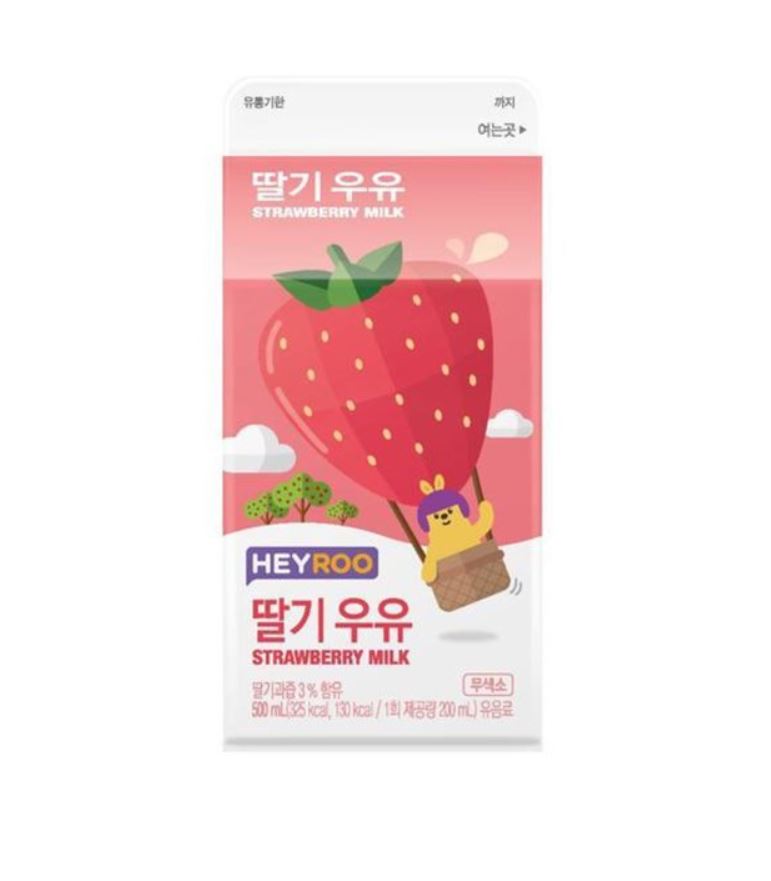 유통기한 까지
여는곳▶
딸기 우유
STRAWBERRY MILK
HEYROO
딸기 우유
STRAWBERRY MILK
딸기과즙 3 % 함유 무색소
500 mL(325 kcal, 130 kcal / 1회 제공량 200 mL) 유음료